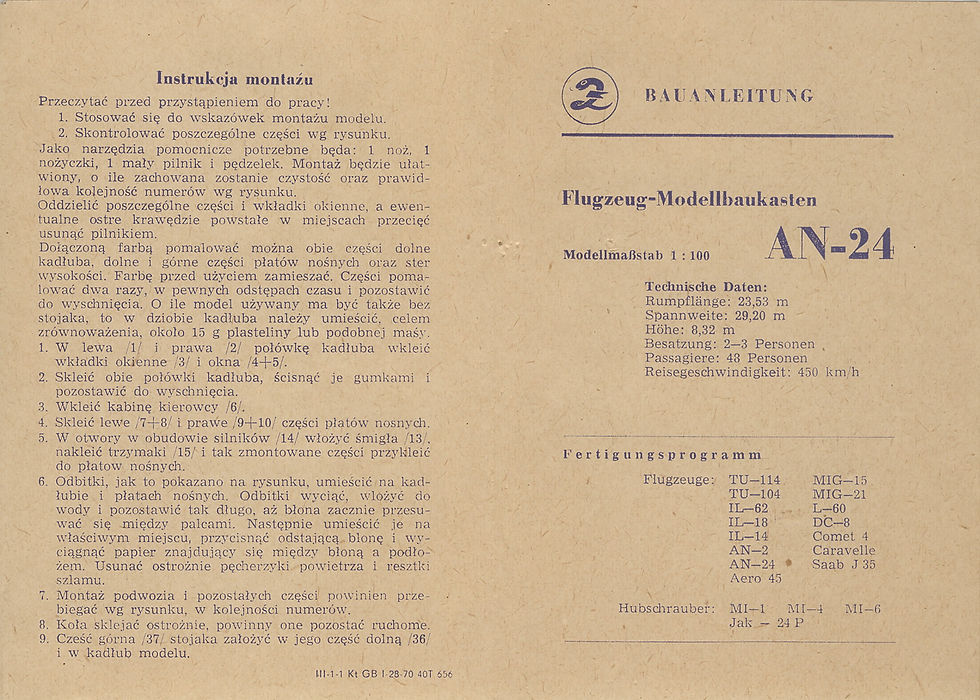 Instrukcja montażu
Przeczytać przed przystąpieniem do pracy!
1. Stosować się do wskazówek montażu modelu.
2. Skontrolować poszczególne części wg rysunku.
Jako narzędzia pomocnicze potrzebne będa: 1 noż, 1
nożyczki, 1 mały pilnik i pędzelek. Montaż będzie ułat-
wiony, o ile zachowana zostanie czystość oraz prawid-
łowa kolejność numerów wg rysunku.
Oddzielić poszczególne części i wkładki okienne, a ewen-
tualne ostre krawędzie powstałe w miejscach przecięć
usunąć pilnikiem.
Dołączoną farbą pomalować można obie części dolne
kadłuba, dolne i górne części płatów nośnych oraz ster
wysokości. Farbę przed użyciem zamieszać. Części poma-
lować dwa razy, w pewnych odstępach czasu i pozostawić
do wyschnięcia. O ile model używany ma być także bez
stojaka, to w dziobie kadłuba należy umieścić, celem
zrównoważenia, około 15 g plasteliny lub podobnej masy.
1. W lewa /1/ i prawa /2/ połówkę kadłuba wkleić
wkładki okienne /3/ i okna /4+5/.
2. Skleić obie połówki kadłuba, ścisnąć je gumkami i
pozostawić do wyschnięcia.
3. Wkleić kabinę kierowcy /6/.
4. Skleić lewe /7+8/ i prawe /9+10/ części płatów nosnych.
5. W otwory w obudowie silników /14/ włożyć śmigła /13/,
nakleić trzymaki /15/ i tak zmontowane części przykleić
do płatow nośnych.
6. Odbitki, jak to pokazano na rysunku, umieścić na kad-
łubie i płatach nośnych. Odbitki wyciąć, włożyć do
wody i pozostawić tak długo, aż błona zacznie przesu-
wać się między palcami. Następnie umieścić je na
właściwym miejscu, przycisnąć odstającą błonę i wy-
ciągnąć papier znajdujący się między błoną a podło-
żem. Usunać ostrożnie pęcherzyki powietrza i resztki
szlamu.
7. Montaż podwozia i pozostałych części powinien prze-
biegać wg rysunku, w kolejności numerów.
8. Koła sklejać ostrożnie, powinny one pozostać ruchome.
9. Cześć górna /37/ stojaka założyć w jego część dolną /36/
i w kadłub modelu.
III-1-1 Kt GB I-28-70 40T 656
BAUANLEITUNG
Flugzeug-Modellbaukasten
AN-24
Modellmaßstab 1 : 100
Technische Daten:
Rumpflänge: 23,53 m
Spannweite: 29,20 m
Höhe: 8,32 m
Besatzung: 2—3 Personen
Passagiere: 48 Personen
Reisegeschwindigkeit: 450 km/h
Fertigungsprogramm
Flugzeuge: TU—114 MIG—15
TU—104 MIG—21
IL—62 L—60
IL—18 DC—8
IL—14 Comet 4
AN—2 Caravelle
AN—24 Saab J 35
Aero 45
Hubschrauber: MI—1 MI—4 MI—6
Jak — 24 P